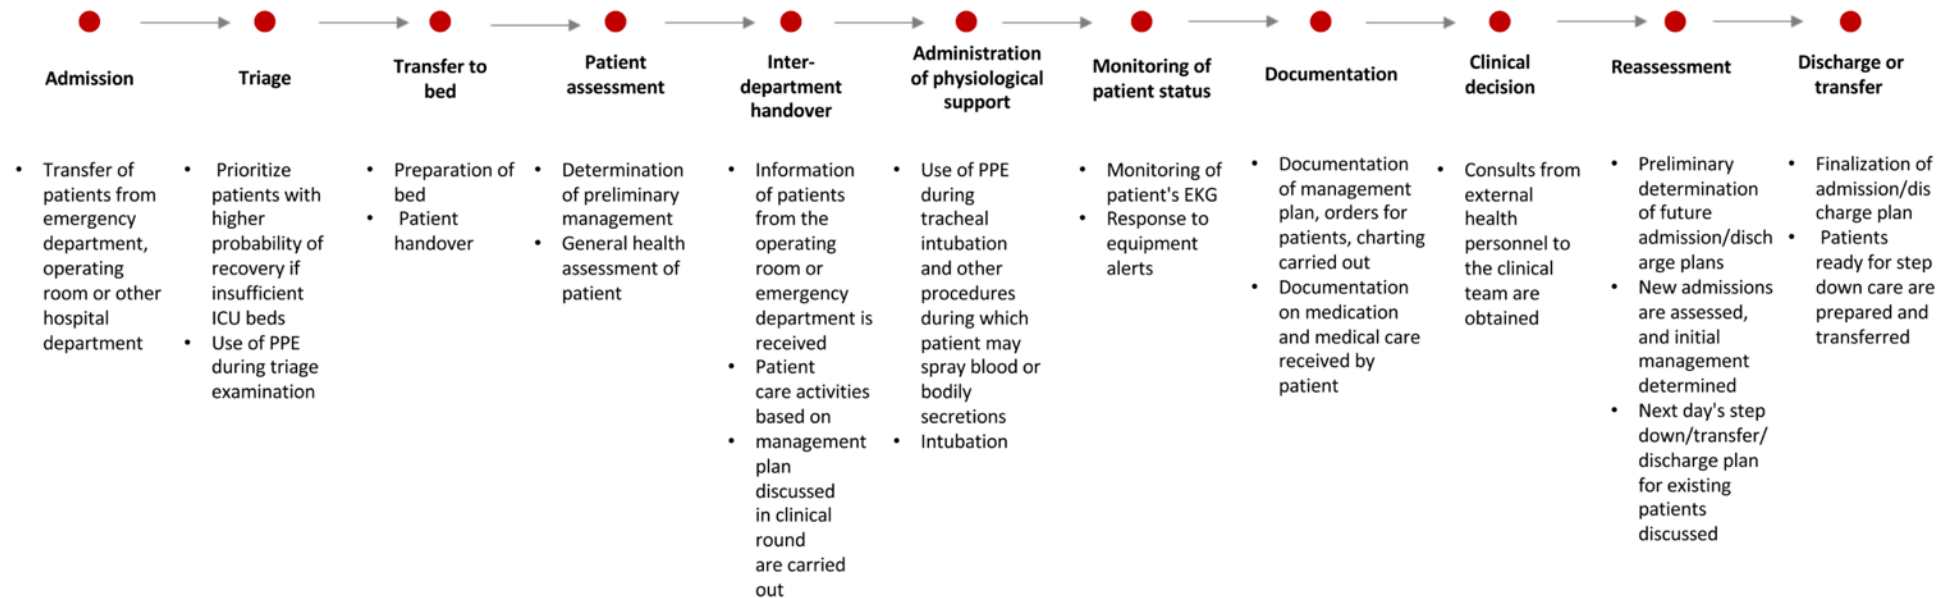 Admission
• Transfer of
patients from
emergency
department,
operating
room or other
hospital
department
Triage
• Prioritize
patients with
higher
probability of
recovery if
insufficient
ICU beds
• Use of PPE
during triage
examination
Transfer to
bed
• Preparation of
bed
• Patient
handover
Patient
assessment
• Determination
of preliminary
management
• General health
assessment of
patient
Inter-
department
handover
• Information
of patients
from the
operating
room or
emergency
department is
received
• Patient
care activities
based on
• management
plan
discussed
in clinical
round
are carried
out
Administration
of physiological
support
• Use of PPE
during
tracheal
intubation
and other
procedures
during which
patient may
spray blood or
bodily
secretions
• Intubation
Monitoring of
patient status
• Monitoring of
patient's EKG
• Response to
equipment
alerts
Documentation
• Documentation
of management
plan, orders for
patients, charting
carried out
• Documentation
on medication
and medical care
received by
patient
Clinical
decision
• Consults from
external
health
personnel to
the clinical
team are
obtained
Reassessment
• Preliminary
determination
of future
admission/disch
arge plans
• New admissions
are assessed,
and initial
management
determined
• Next day's step
down/transfer/
discharge plan
for existing
patients
discussed
Discharge or
transfer
• Finalization of
admission/dis
charge plan
• Patients
ready for step
down care are
prepared and
transferred